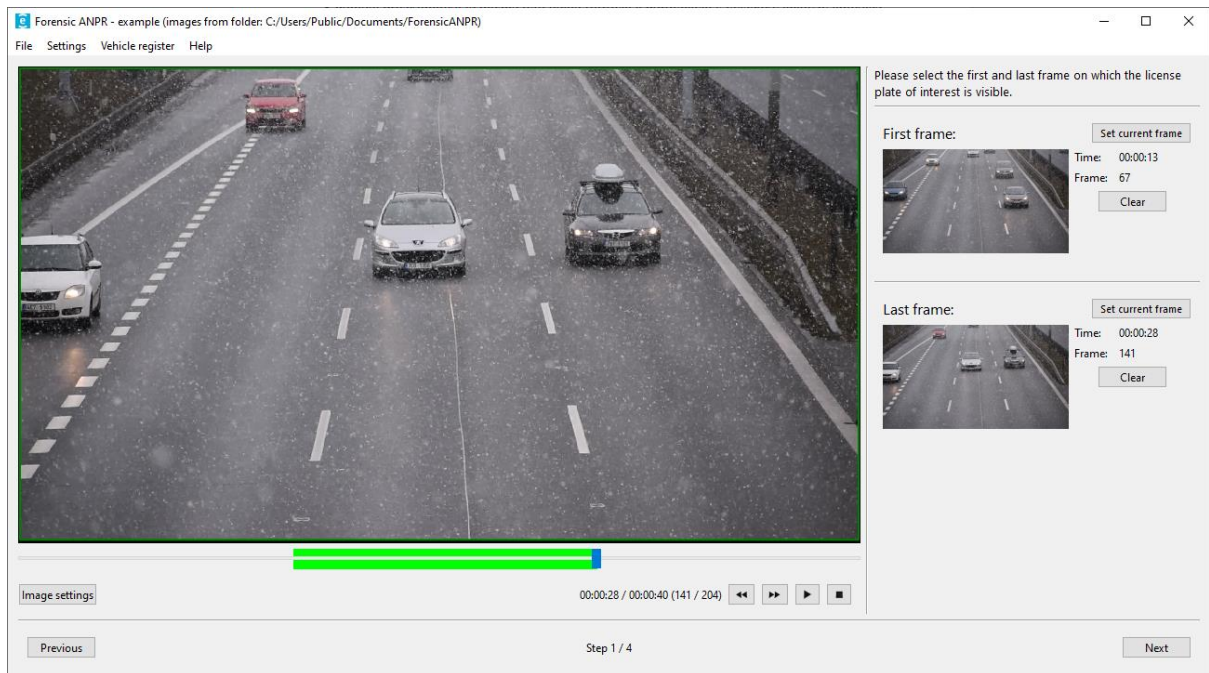 Forensic ANPR - example (images from folder: C:/Users/Public/Documents/ForensicANPR)
File Settings Vehicle register Help
Please select the first and last frame on which the license
plate of interest is visible.
First frame:
Set current frame
Time: 00:00:13
Frame: 67
Clear
Last frame:
Set current frame
Time: 00:00:28
Frame: 141
Clear
Image settings
00:00:28 / 00:00:40 (141 / 204)
Previous
Step 1 / 4
Next